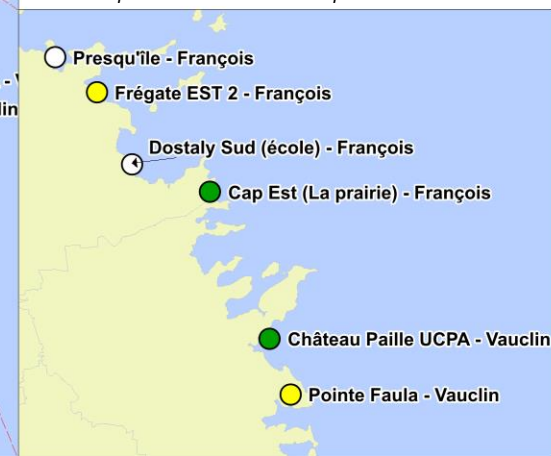 Presqu'île - François
Frégate EST 2 - François
Dostaly Sud (école) - François
Cap Est (La prairie) - François
Château Paille UCPA - Vauclin
Pointe Faula - Vauclin